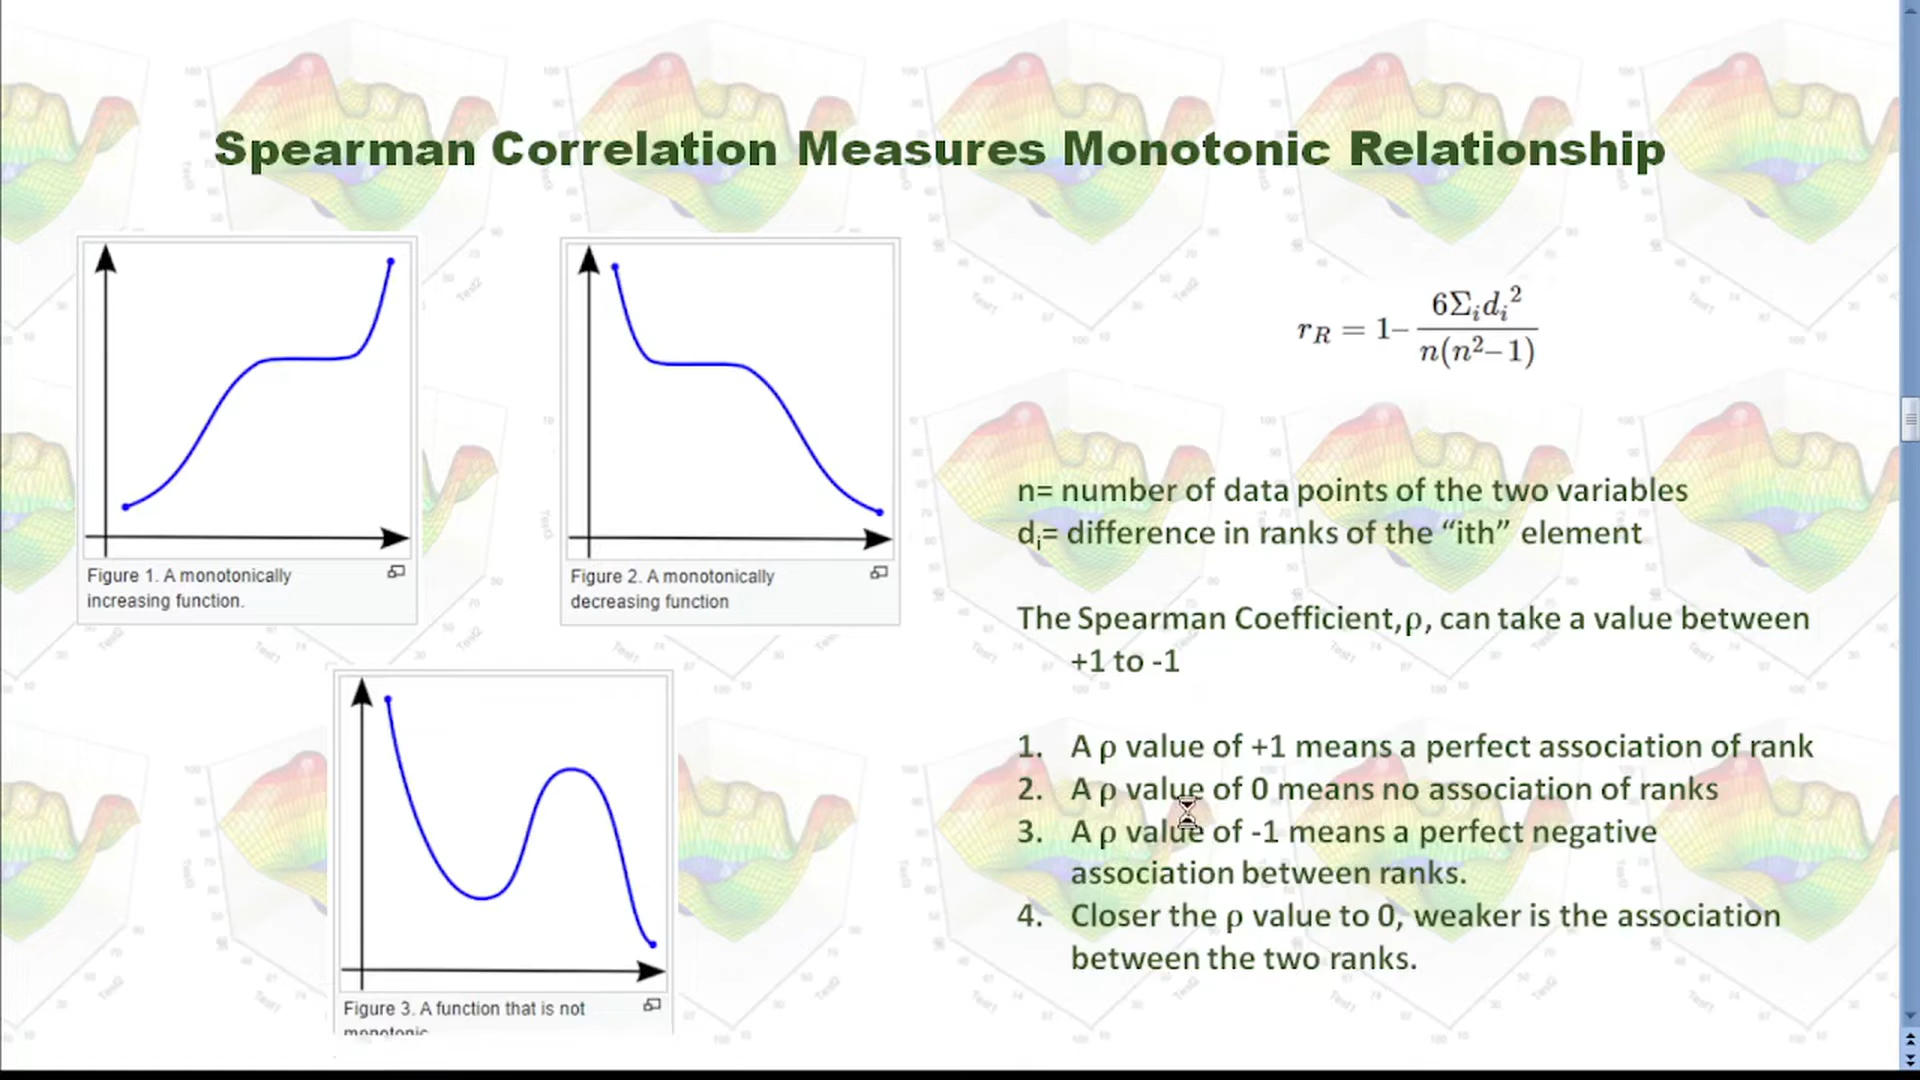 Spearman Correlation Measures Monotonic Relationship
Figure 1. A monotonically
increasing function.
Figure 2. A monotonically
decreasing function
Figure 3. A function that is not
monotonic
r_R = 1– 6Σ_i d_i^2 / n(n^2–1)
n= number of data points of the two variables
d_i= difference in ranks of the “ith” element
The Spearman Coefficient,ρ, can take a value between
+1 to -1
1. A ρ value of +1 means a perfect association of rank
2. A ρ value of 0 means no association of ranks
3. A ρ value of -1 means a perfect negative
association between ranks.
4. Closer the ρ value to 0, weaker is the association
between the two ranks.